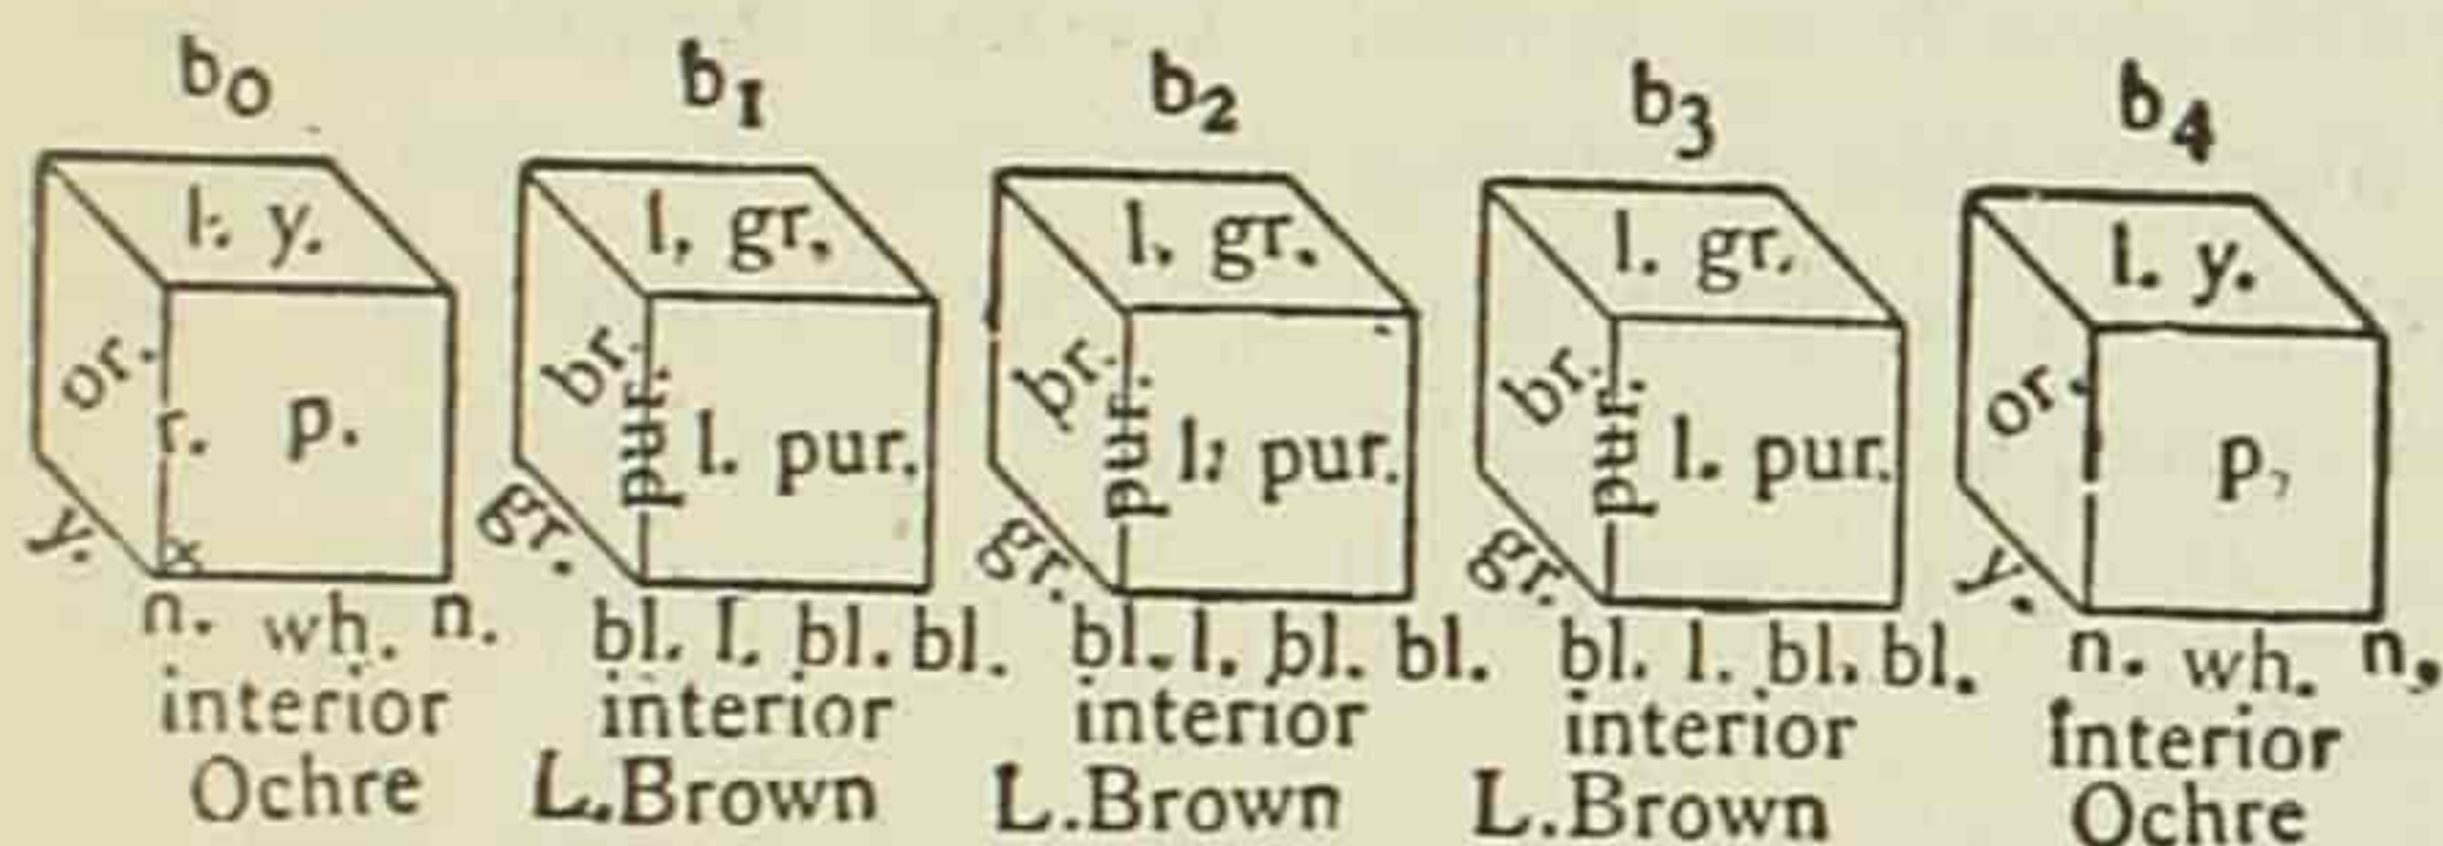 b0 b1 b2 b3 b4
l. y. l, gr, l. gr. l. gr. l. y.
or. r. p. br. pur. l. pur. br. pur. l: pur. br. pur. l. pur. or. p,
y. gr. gr. gr. y.
n. wh. n. bl. l. bl. bl. bl. l. bl. bl. bl. l. bl. bl. n. wh. n,
interior interior interior interior interior
Ochre L.Brown L.Brown L.Brown Ochre